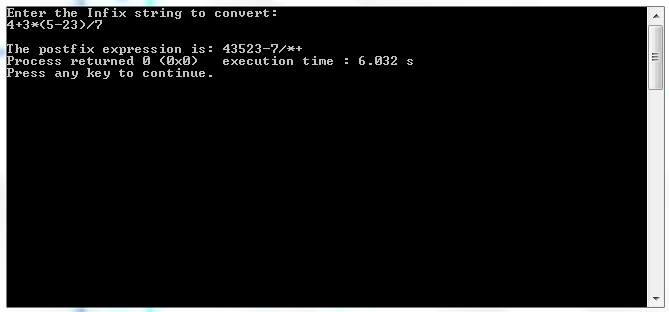 Enter the Infix string to convert:
4+3*(5-23)/7
The postfix expression is: 43523-7/*+
Process returned 0 (0x0)   execution time : 6.032 s
Press any key to continue.